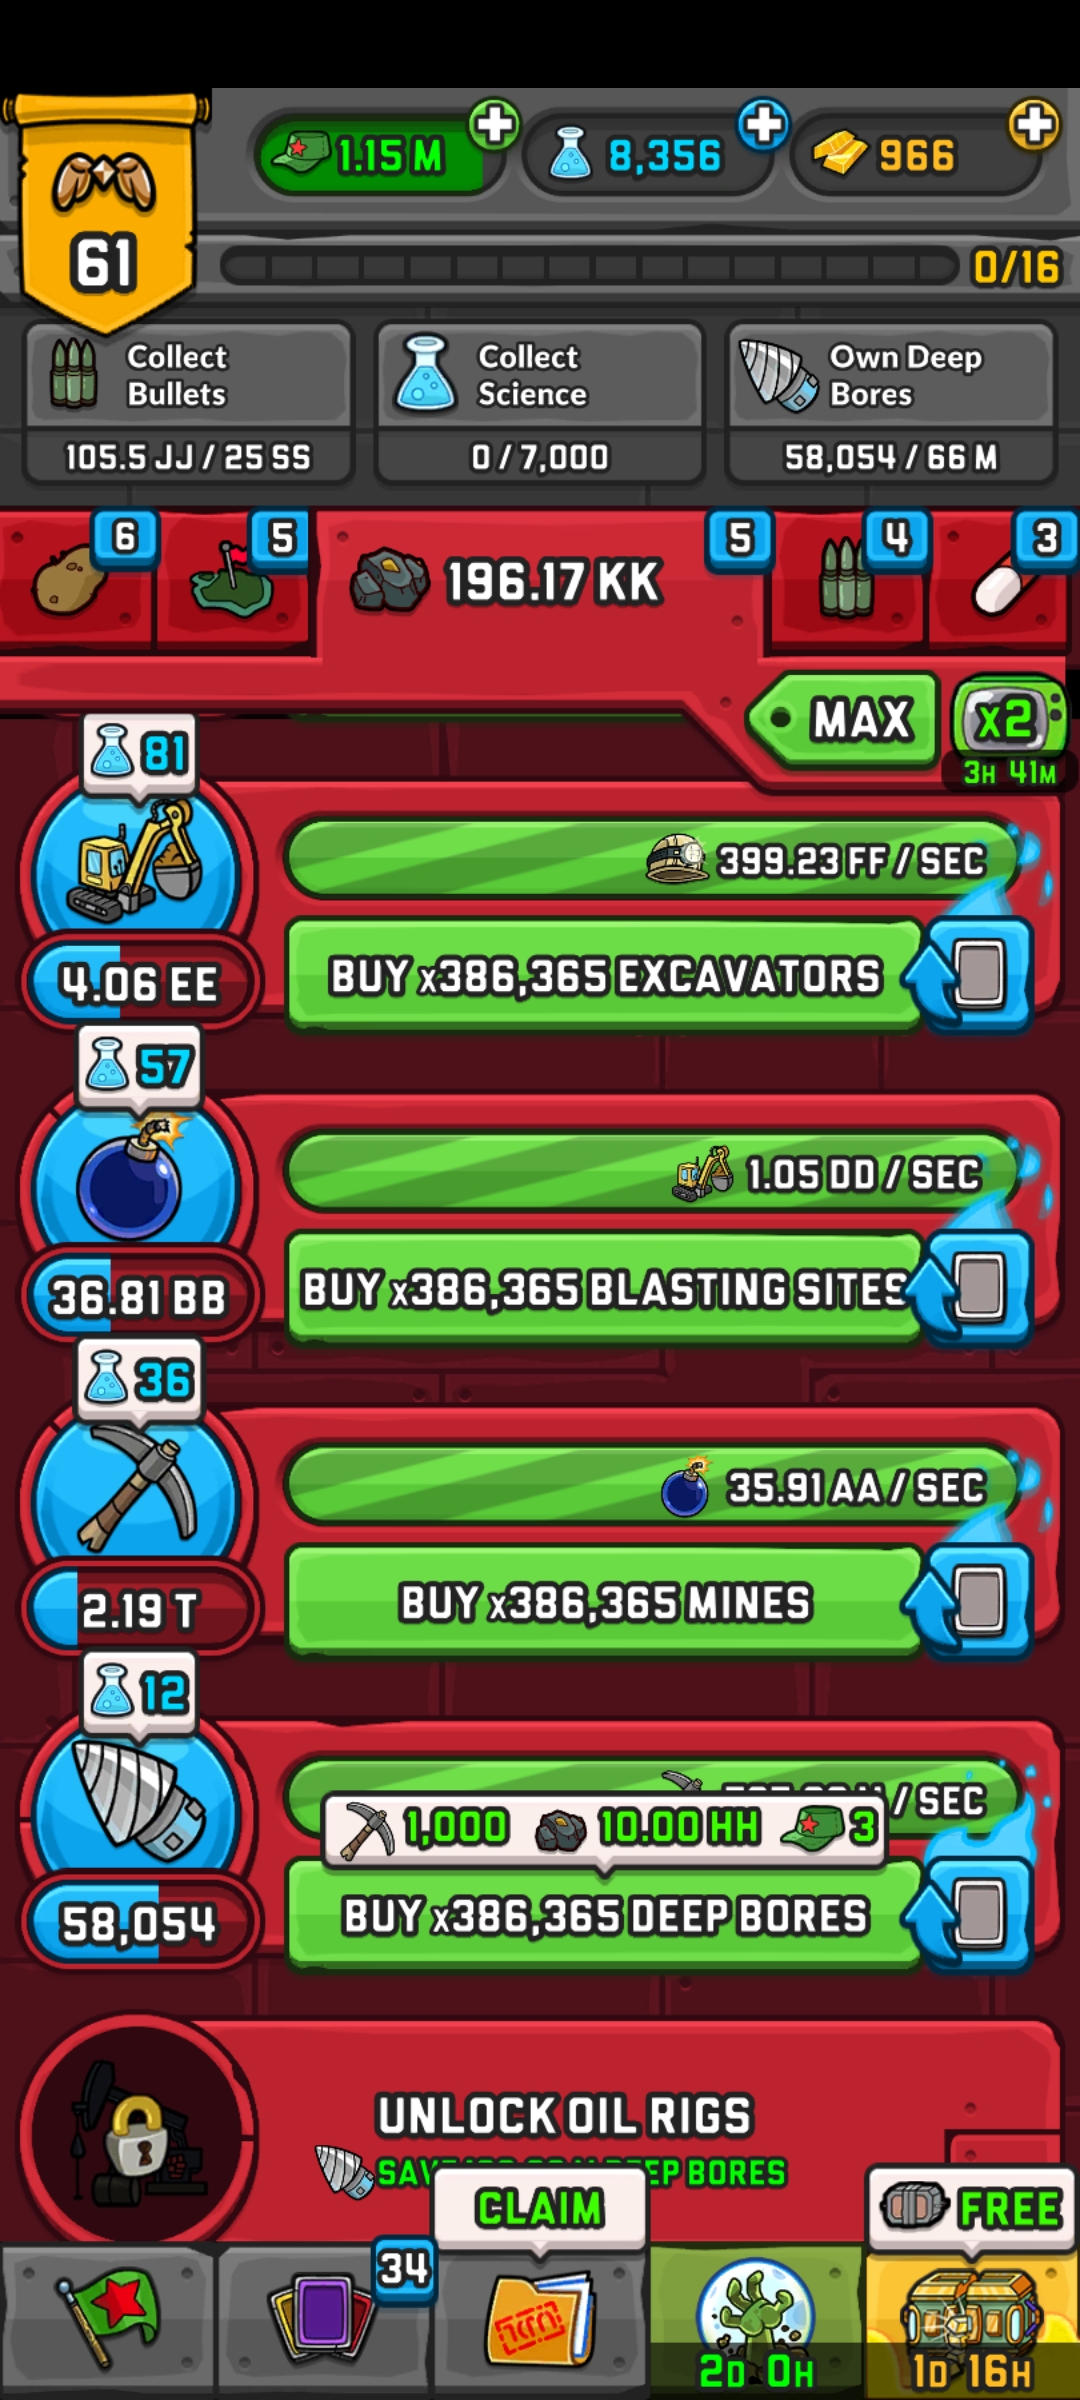 1.15 M
8,356
966
61
0/16
Collect
Bullets
Collect
Science
Own Deep
Bores
105.5 JJ / 25 SS
0 / 7,000
58,054 / 66 M
6
5
196.17 KK
5
4
3
MAX
x2
3H 41M
81
399.23 FF / SEC
4.06 EE
BUY x386,365 EXCAVATORS
57
1.05 DD / SEC
36.81 BB
BUY x386,365 BLASTING SITES
36
35.91 AA / SEC
2.19 T
BUY x386,365 MINES
12
/ SEC
1,000
10.00 HH
3
58,054
BUY x386,365 DEEP BORES
UNLOCK OIL RIGS
DEEP BORES
CLAIM
FREE
34
2D 0H
1D 16H